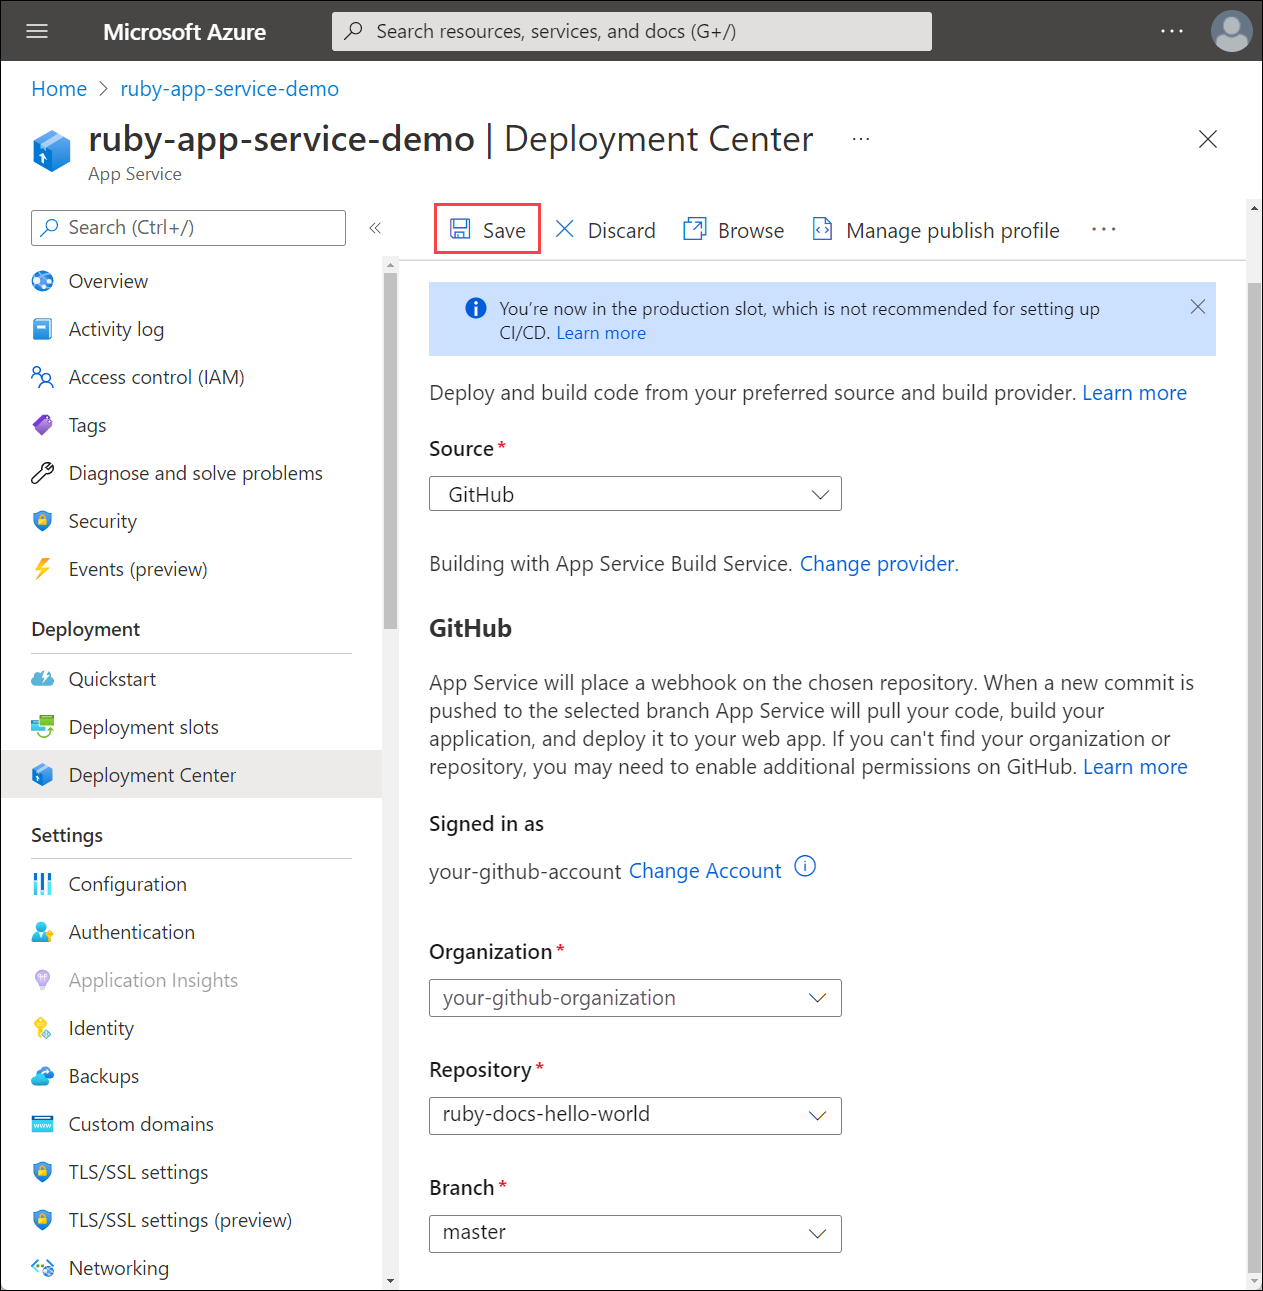 Microsoft Azure
Search resources, services, and docs (G+/)
Home > ruby-app-service-demo
ruby-app-service-demo | Deployment Center
App Service
Search (Ctrl+/)
Overview
Activity log
Access control (IAM)
Tags
Diagnose and solve problems
Security
Events (preview)
Deployment
Quickstart
Deployment slots
Deployment Center
Settings
Configuration
Authentication
Application Insights
Identity
Backups
Custom domains
TLS/SSL settings
TLS/SSL settings (preview)
Networking
Save
Discard
Browse
Manage publish profile
You're now in the production slot, which is not recommended for setting up
CI/CD. Learn more
Deploy and build code from your preferred source and build provider. Learn more
Source *
GitHub
Building with App Service Build Service. Change provider.
GitHub
App Service will place a webhook on the chosen repository. When a new commit is
pushed to the selected branch App Service will pull your code, build your
application, and deploy it to your web app. If you can't find your organization or
repository, you may need to enable additional permissions on GitHub. Learn more
Signed in as
your-github-account Change Account
Organization *
your-github-organization
Repository *
ruby-docs-hello-world
Branch *
master